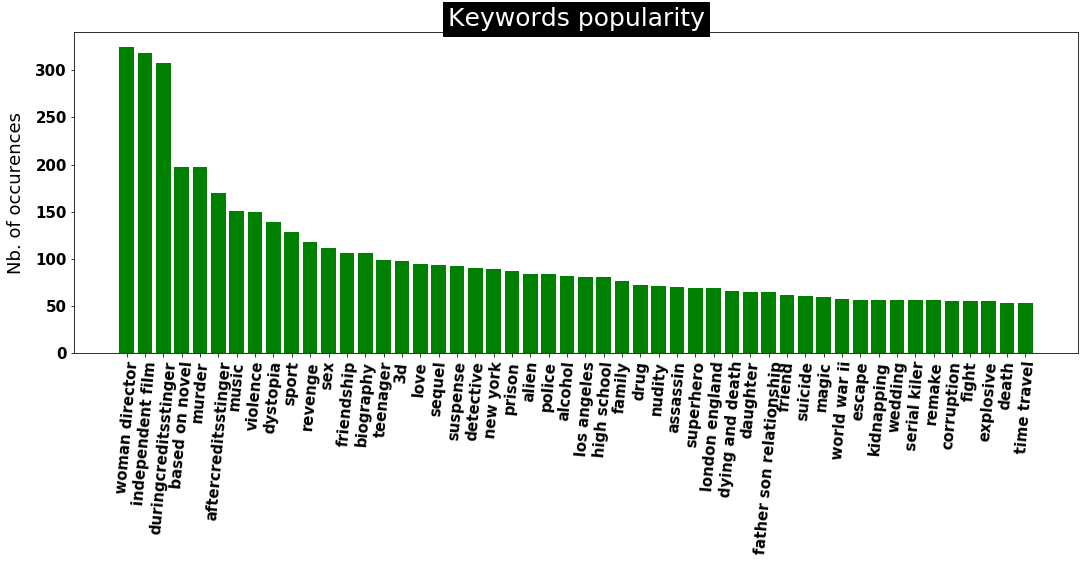 Keywords popularity
Nb. of occurences
300
250
200
150
100
50
0
woman director
independent film
duringcreditsstinger
based on novel
murder
aftercreditsstinger
music
violence
dystopia
sport
revenge
sex
friendship
biography
teenager
3d
love
sequel
suspense
detective
new york
prison
alien
police
alcohol
los angeles
high school
family
drug
nudity
assassin
superhero
london england
dying and death
daughter
father son relationship
friend
suicide
magic
world war ii
escape
kidnapping
wedding
serial kiler
remake
corruption
fight
explosive
death
time travel